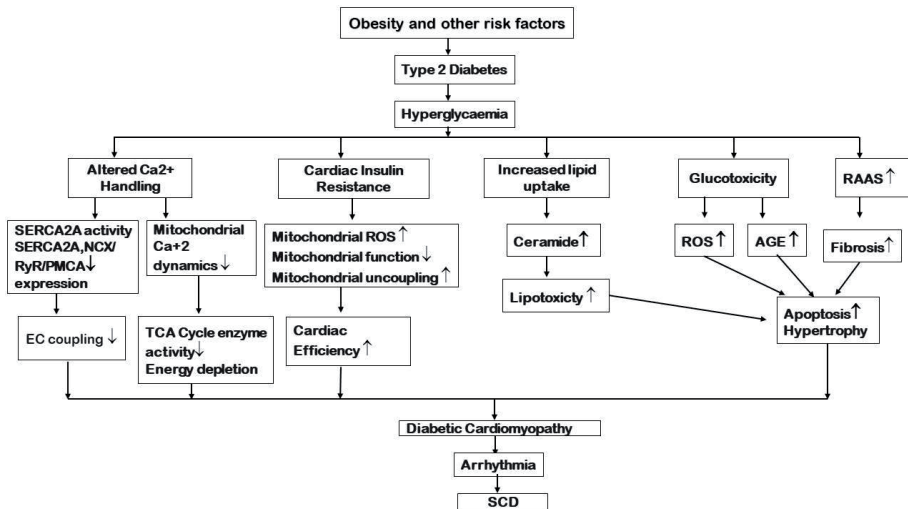 Obesity and other risk factors
Type 2 Diabetes
Hyperglycaemia
Altered Ca2+
Handling
Cardiac Insulin
Resistance
Increased lipid
uptake
Glucotoxicity
RAAS↑
SERCA2A activity
SERCA2A,NCX/
RyR/PMCA↓
expression
Mitochondrial
Ca+2
dynamics ↓
Mitochondrial ROS↑
Mitochondrial function↓
Mitochondrial uncoupling↑
Ceramide↑
ROS↑
AGE↑
Fibrosis↑
Lipotoxicty ↑
Apoptosis↑
Hypertrophy
EC coupling ↓
TCA Cycle enzyme
activity↓
Energy depletion
Cardiac
Efficiency ↑
Diabetic Cardiomyopathy
Arrhythmia
SCD